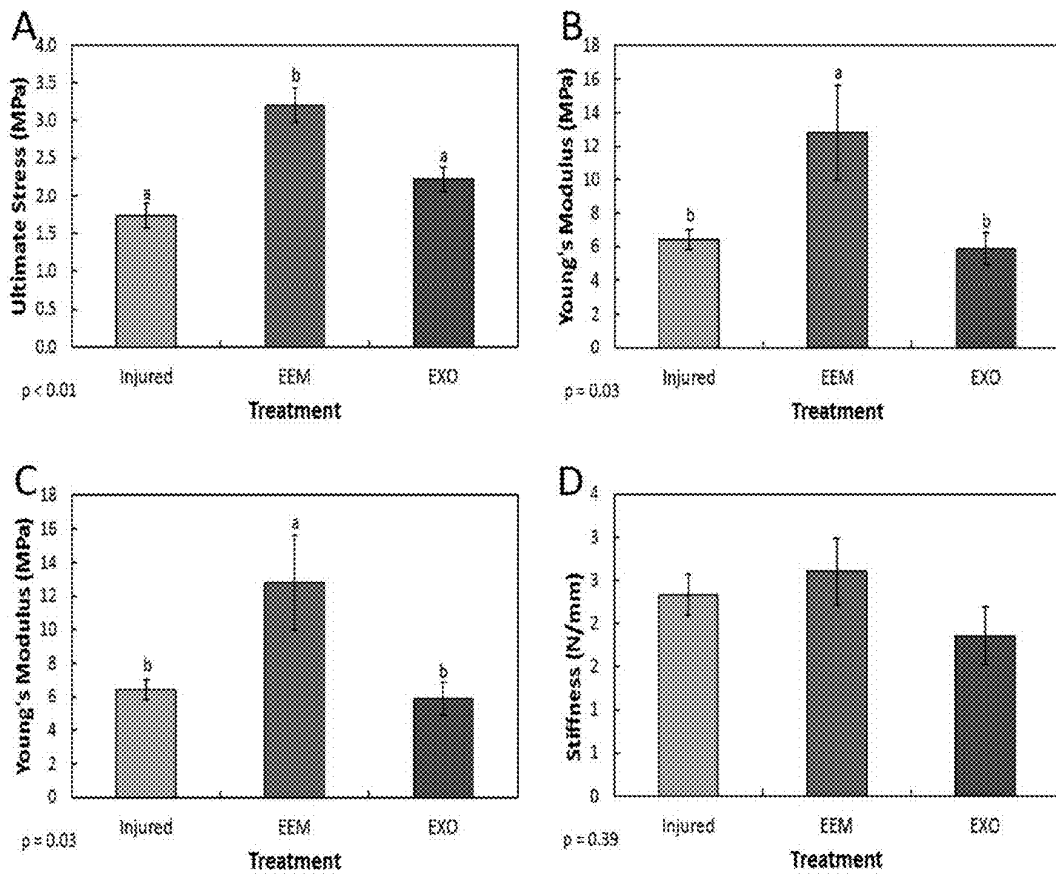 A
Ultimate Stress (MPa)
4.0
3.5
3.0
2.5
2.0
1.5
1.0
0.5
0.0
a
b
a
Injured
EEM
EXO
p < 0.01
Treatment
B
Young's Modulus (MPa)
18
16
14
12
10
8
6
4
2
0
b
a
b
Injured
EEM
EXO
p = 0.03
Treatment
C
Young's Modulus (MPa)
18
16
14
12
10
8
6
4
2
0
b
a
b
Injured
EEM
EXO
p = 0.03
Treatment
D
Stiffness (N/mm)
4
3
3
2
2
1
1
0
Injured
EEM
EXO
p = 0.39
Treatment